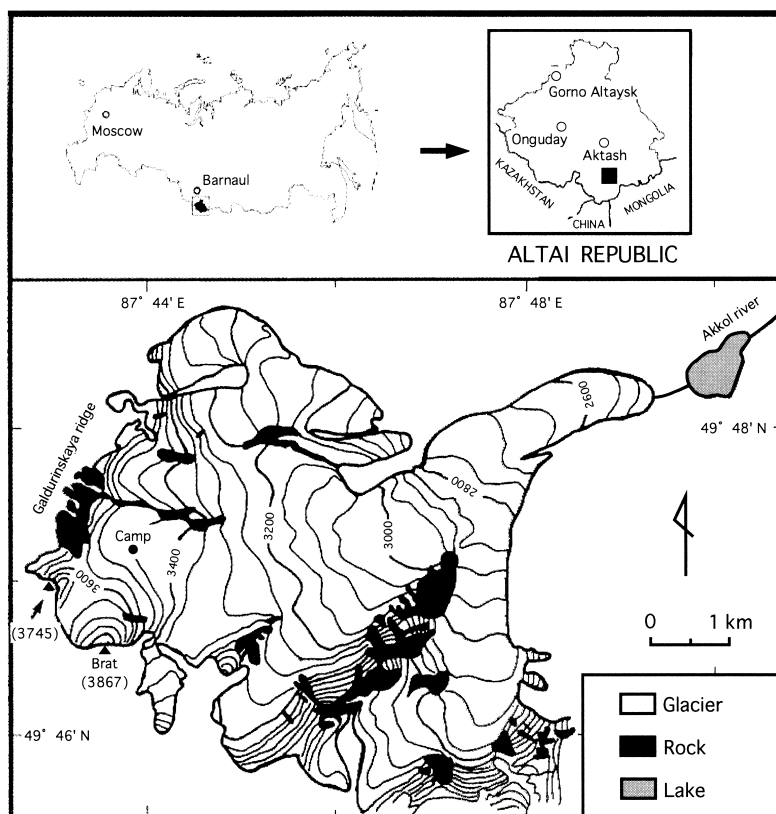 Moscow
Barnaul
Gorno Altaysk
Onguday
Aktash
KAZAKHSTAN
CHINA
MONGOLIA
ALTAI REPUBLIC
87° 44' E
87° 48' E
Akkol river
2600
49° 48' N
Galdurinskaya ridge
2800
3200
3000
Camp
3400
3600
(3745)
Brat
(3867)
0 1 km
49° 46' N
Glacier
Rock
Lake